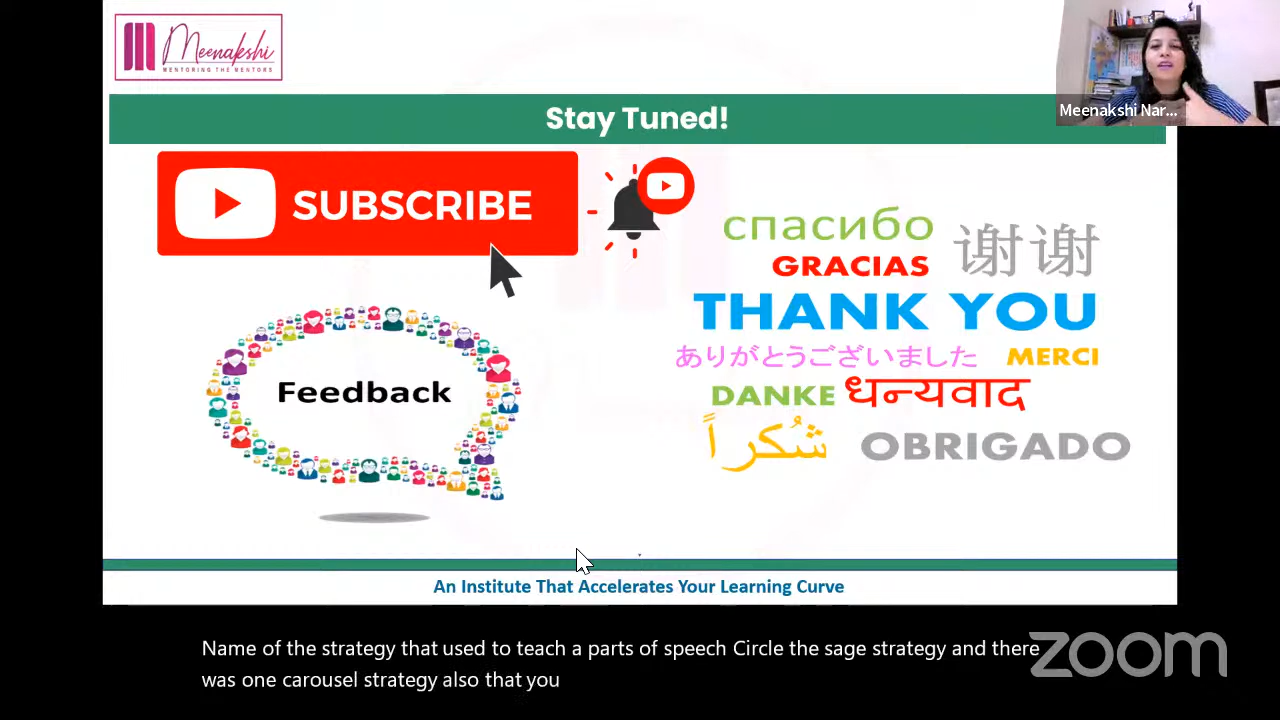 Meenakshi
MENTORING THE MENTORS
Meenakshi Nar...
Stay Tuned!
SUBSCRIBE
спасибо
谢谢
GRACIAS
THANK YOU
ありがとうございました
MERCI
Feedback
DANKE
धन्यवाद
شُكراً
OBRIGADO
An Institute That Accelerates Your Learning Curve
Name of the strategy that used to teach a parts of speech Circle the sage strategy and there
was one carousel strategy also that you
zoom